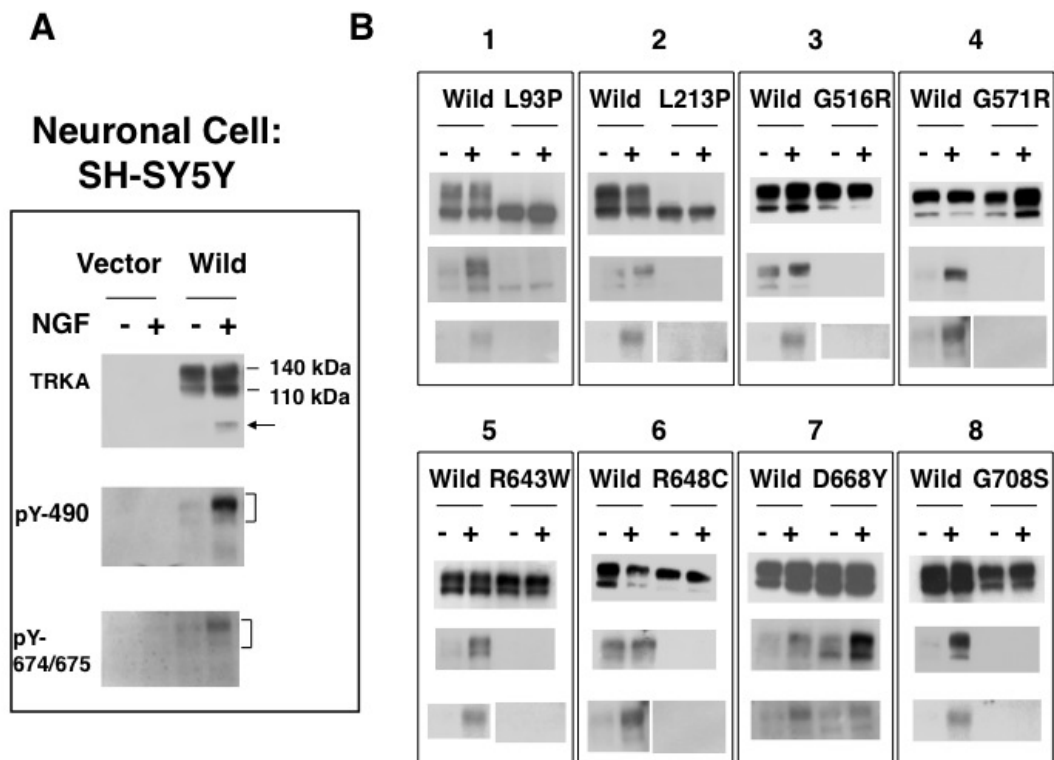 A
Neuronal Cell:
SH-SY5Y
Vector Wild
NGF - + - +
TRKA
140 kDa
110 kDa
pY-490
pY-
674/675
B
1 2 3 4
Wild L93P
- + - +
Wild L213P
- + - +
Wild G516R
- + - +
Wild G571R
- + - +
5 6 7 8
Wild R643W
- + - +
Wild R648C
- + - +
Wild D668Y
- + - +
Wild G708S
- + - +